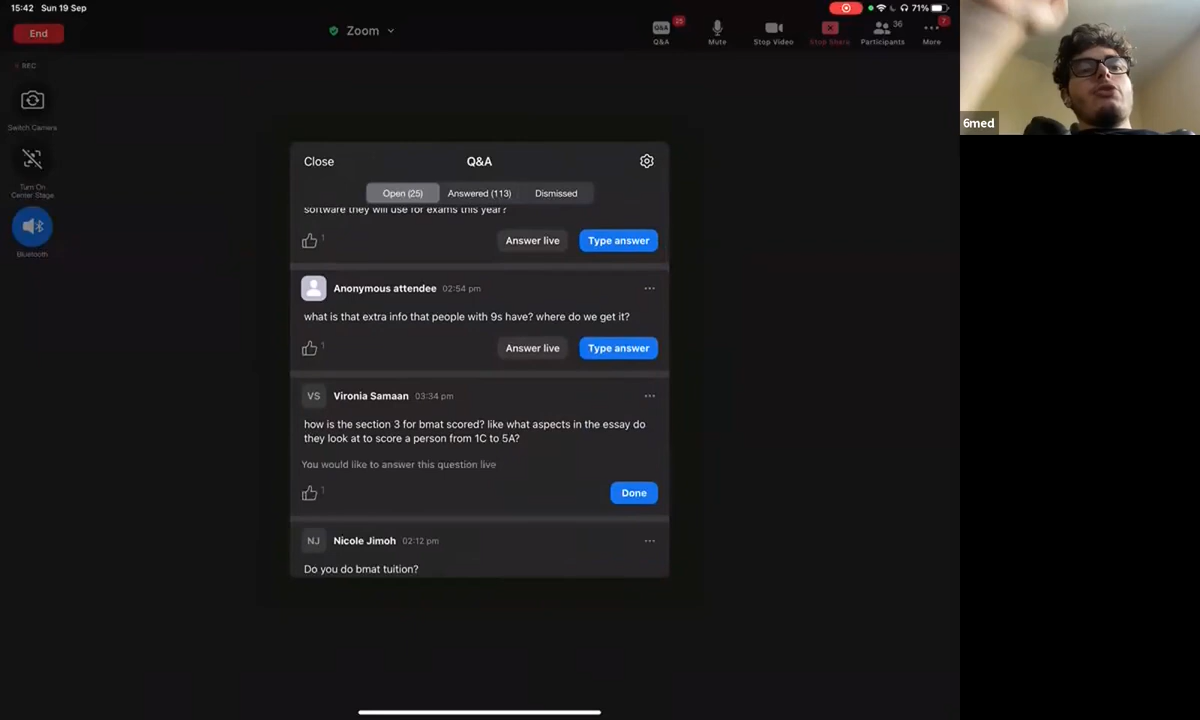 15:42 Sun 19 Sep
71%
End
Zoom
25
Q&A
Q&A
Mute
Stop Video
Stop Share
36
Participants
7
More
REC
Switch Camera
Turn On
Center Stage
Bluetooth
6med
Close
Q&A
Open (25)
Answered (113)
Dismissed
software they will use for exams this year?
1
Answer live
Type answer
Anonymous attendee 02:54 pm
what is that extra info that people with 9s have? where do we get it?
1
Answer live
Type answer
VS
Vironia Samaan 03:34 pm
how is the section 3 for bmat scored? like what aspects in the essay do
they look at to score a person from 1C to 5A?
You would like to answer this question live
1
Done
NJ
Nicole Jimoh 02:12 pm
Do you do bmat tuition?